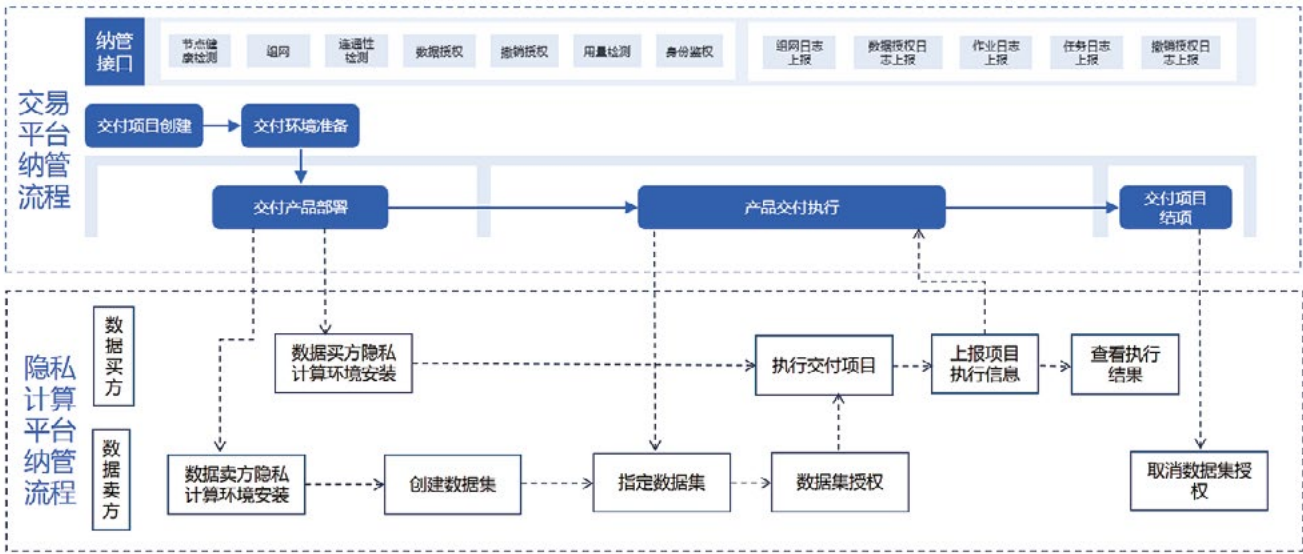 纳管
接口
节点健
康检测
组网
连通性
检测
数据授权
撤销授权
用量检测
身份鉴权
组网日志
上报
数据授权日
志上报
作业日志
上报
任务日志
上报
撤销授权日
志上报
交易
平台
纳管
流程
交付项目创建
交付环境准备
交付产品部署
产品交付执行
交付项目
结项
隐私
计算
平台
纳管
流程
数
据
买
方
数据买方隐私
计算环境安装
执行交付项目
上报项目
执行信息
查看执行
结果
数
据
卖
方
数据卖方隐私
计算环境安装
创建数据集
指定数据集
数据集授权
取消数据集授
权